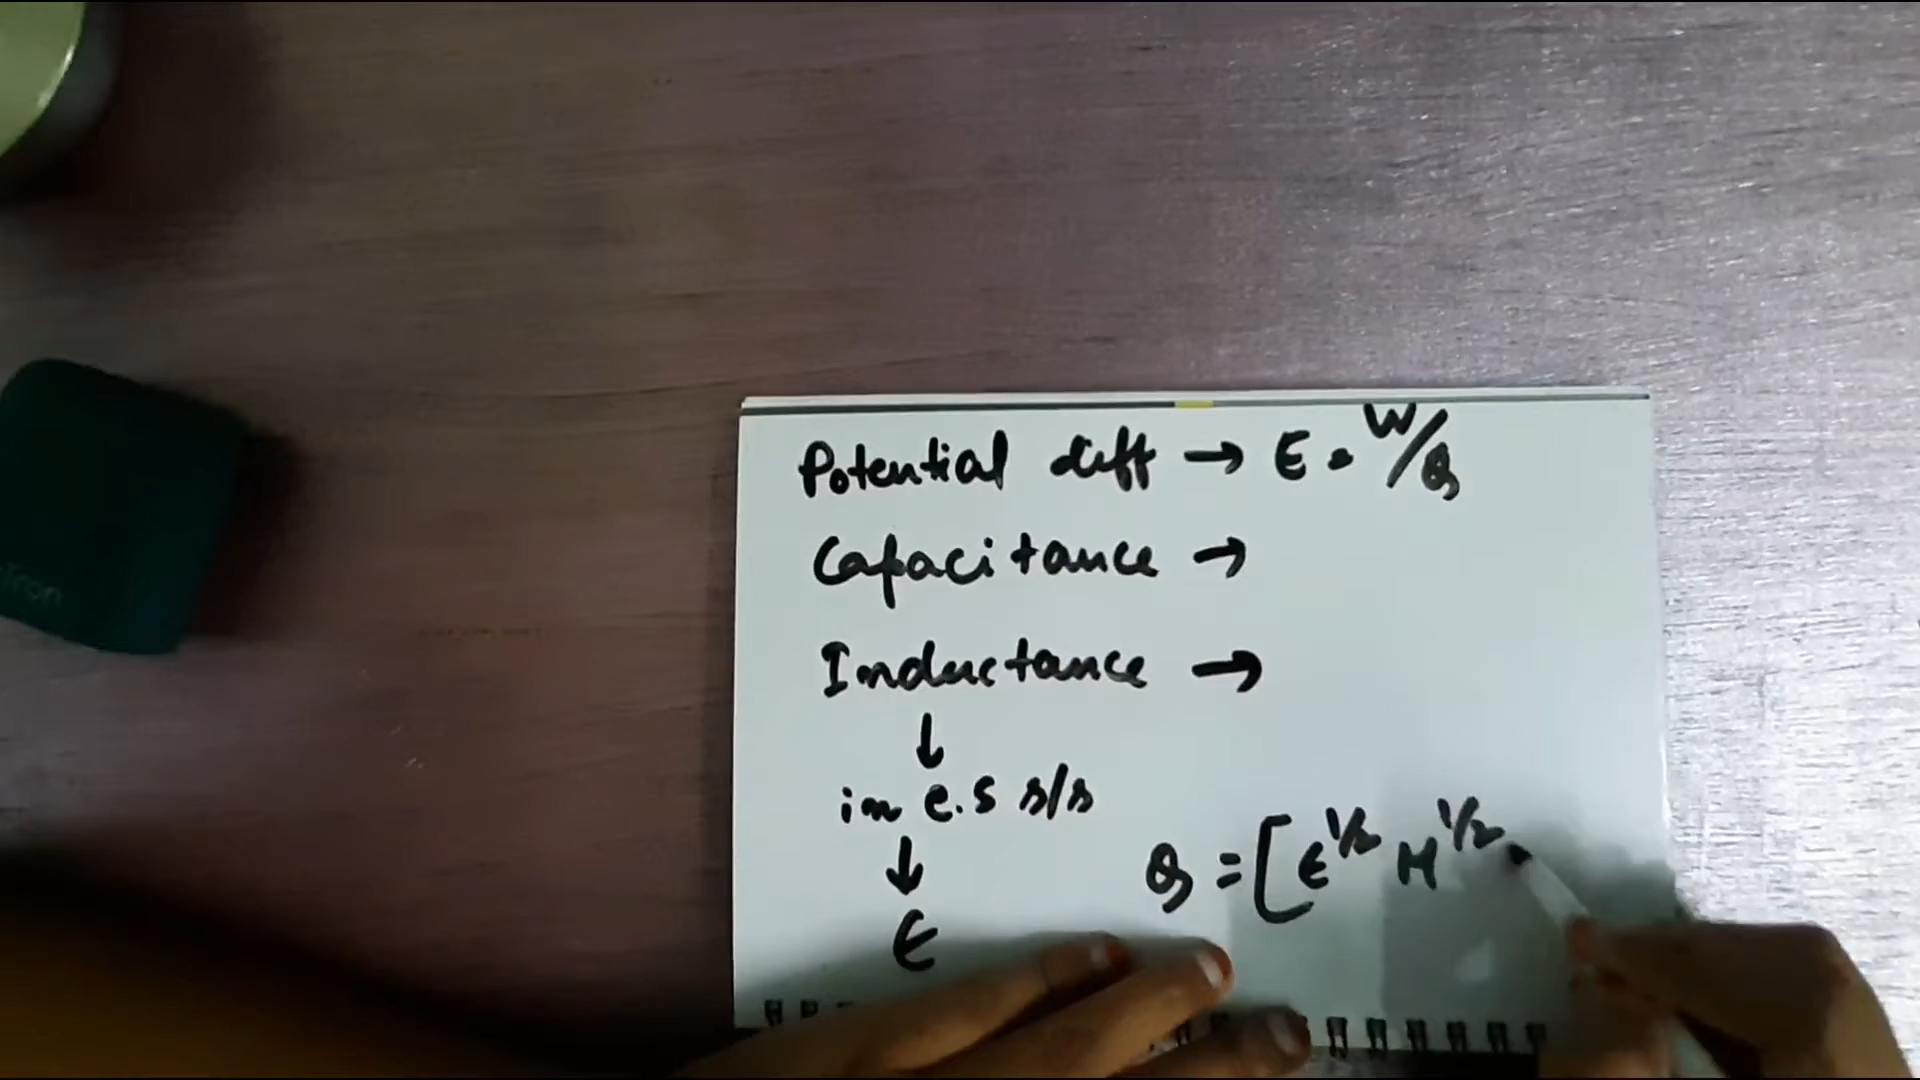 Potential diff → E = W/Q
Capacitance →
Inductance →
↓
in e.s s/s
↓
ϵ
Q = [ϵ^1/2 M^1/2